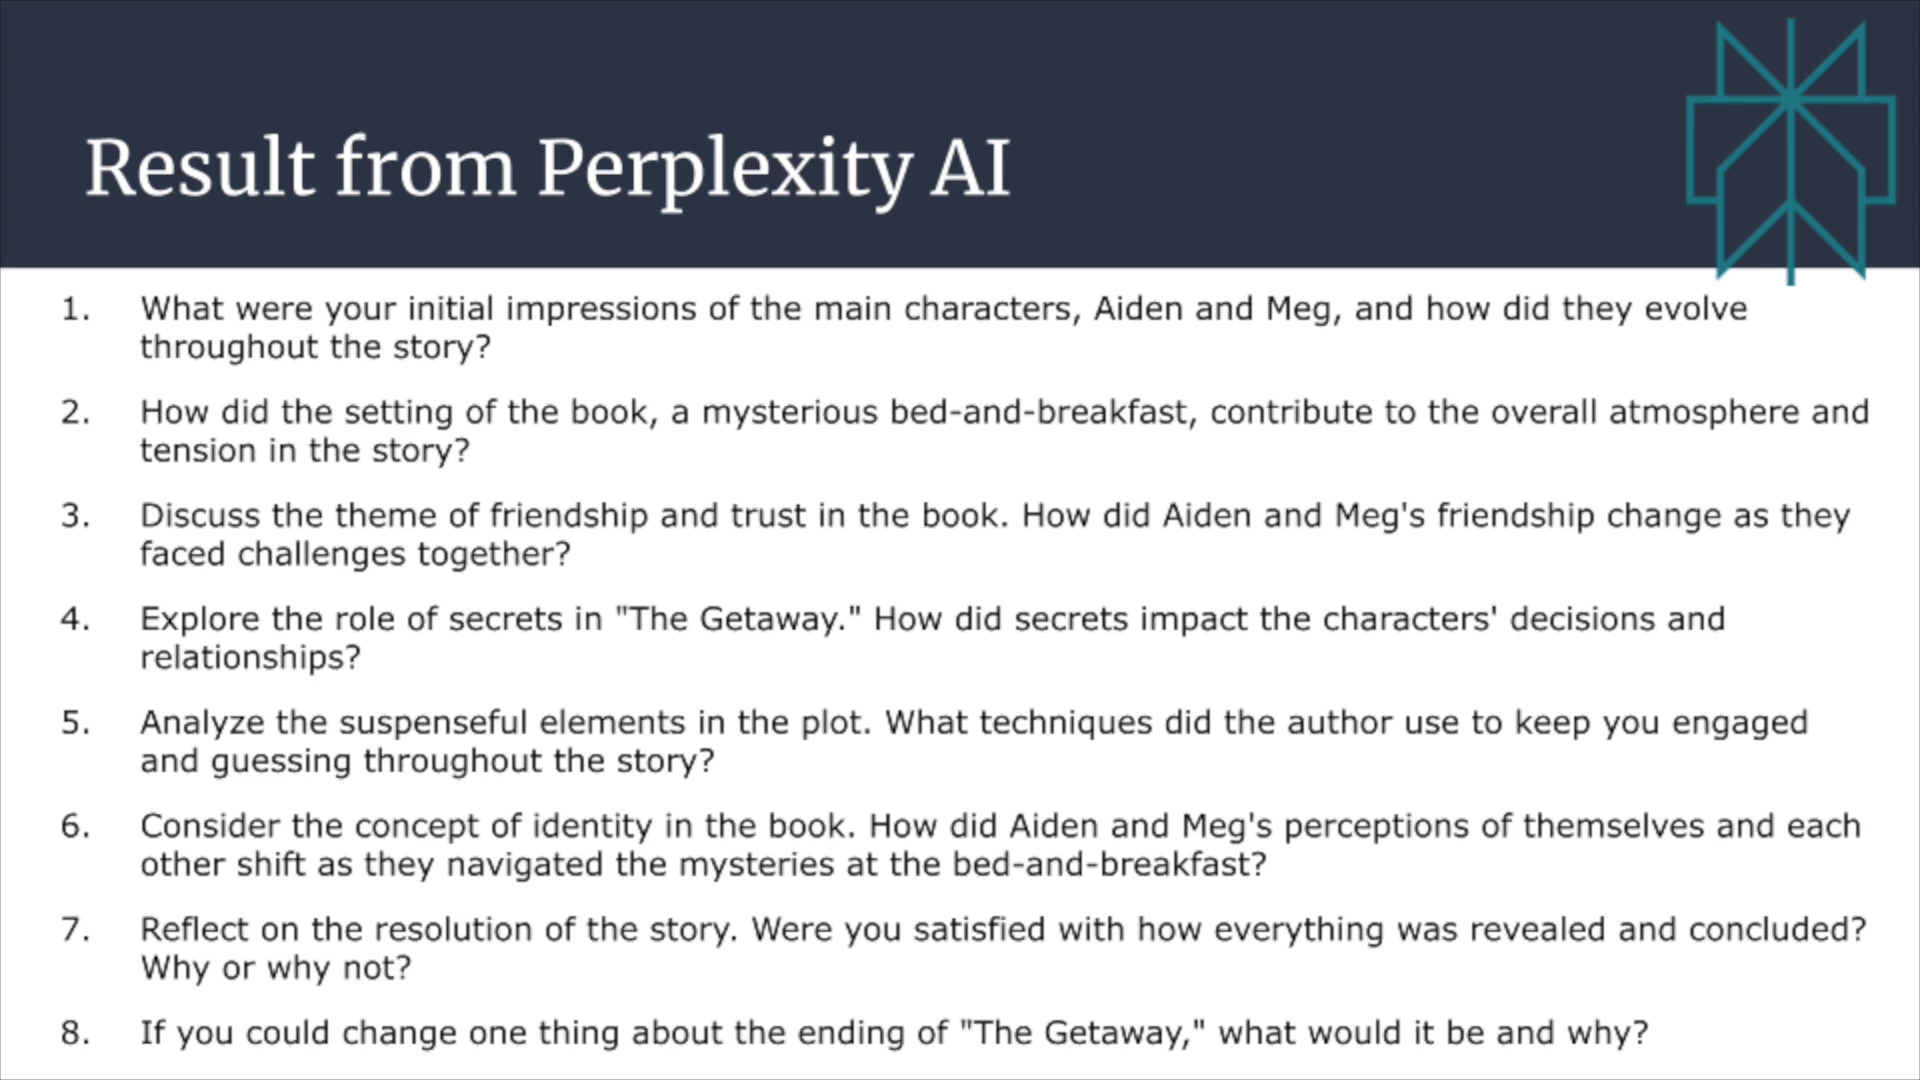 Result from Perplexity AI
1. What were your initial impressions of the main characters, Aiden and Meg, and how did they evolve
throughout the story?
2. How did the setting of the book, a mysterious bed-and-breakfast, contribute to the overall atmosphere and
tension in the story?
3. Discuss the theme of friendship and trust in the book. How did Aiden and Meg's friendship change as they
faced challenges together?
4. Explore the role of secrets in "The Getaway." How did secrets impact the characters' decisions and
relationships?
5. Analyze the suspenseful elements in the plot. What techniques did the author use to keep you engaged
and guessing throughout the story?
6. Consider the concept of identity in the book. How did Aiden and Meg's perceptions of themselves and each
other shift as they navigated the mysteries at the bed-and-breakfast?
7. Reflect on the resolution of the story. Were you satisfied with how everything was revealed and concluded?
Why or why not?
8. If you could change one thing about the ending of "The Getaway," what would it be and why?